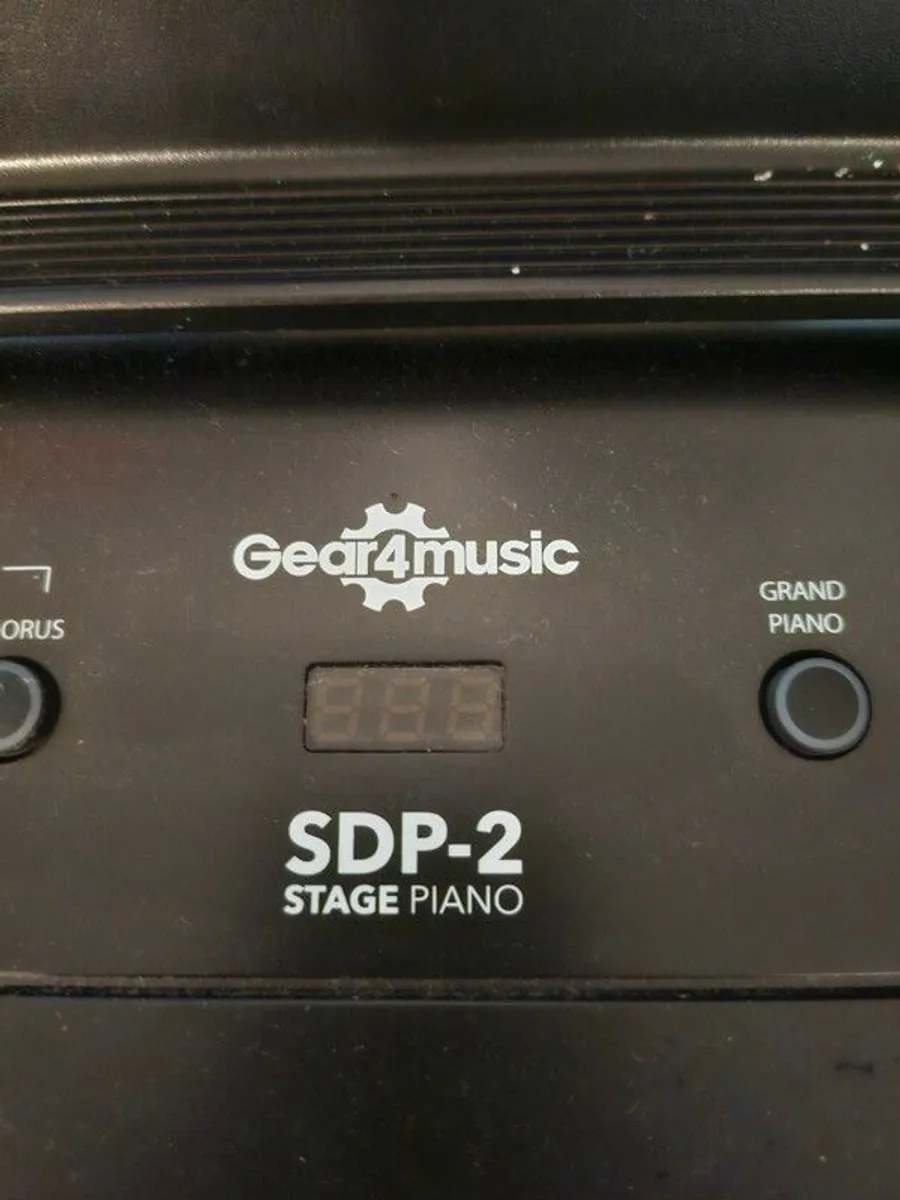 Gear4music
ORUS
GRAND
PIANO
SDP-2
STAGE PIANO